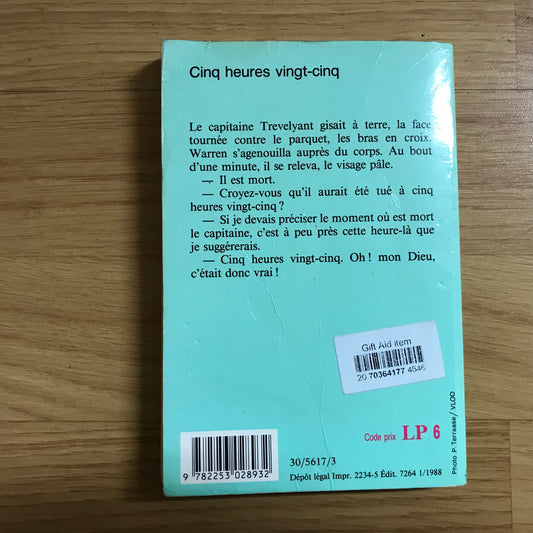 Cinq heures vingt-cinq
Le capitaine Trevelyant gisait à terre, la face
tournée contre le parquet, les bras en croix.
Warren s'agenouilla auprès du corps. Au bout
d'une minute, il se releva, le visage pâle.
— Il est mort.
— Croyez-vous qu'il aurait été tué à cinq
heures vingt-cinq ?
— Si je devais préciser le moment où est mort
le capitaine, c'est à peu près cette heure-là que
je suggérerais.
— Cinq heures vingt-cinq. Oh ! mon Dieu,
c'était donc vrai !
Gift Aid item
20 70364177 4546
Photo P. Terrasse/VLOO
Code prix LP 6
9 782253 028932
30/5617/3
Dépôt légal Impr. 2234-5 Édit. 7264 1/1988